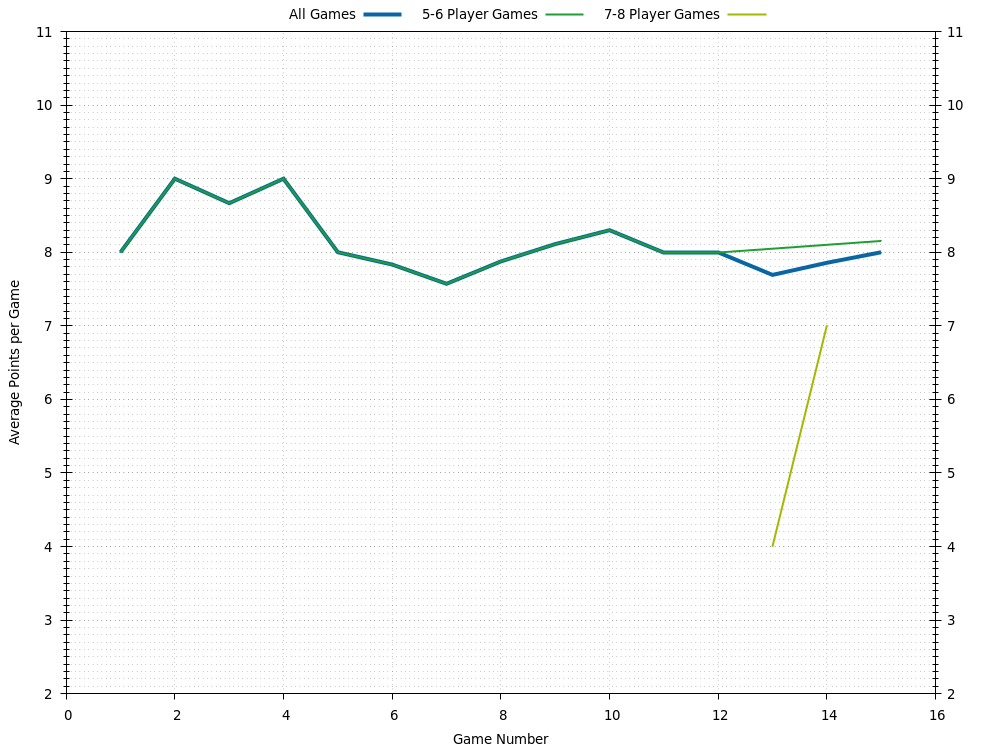 All Games 5-6 Player Games 7-8 Player Games
11 11
10 10
9 9
8 8
7 7
6 6
5 5
4 4
3 3
2 2
Average Points per Game
0 2 4 6 8 10 12 14 16
Game Number